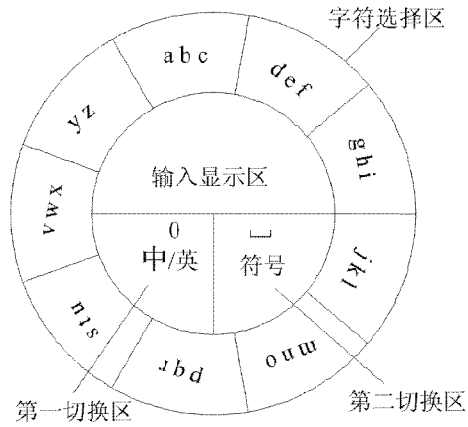 字符选择区
abc
def
ghi
jkl
mno
pqr
stu
vwx
yz
输入显示区
0
中/英
符号
第一切换区
第二切换区